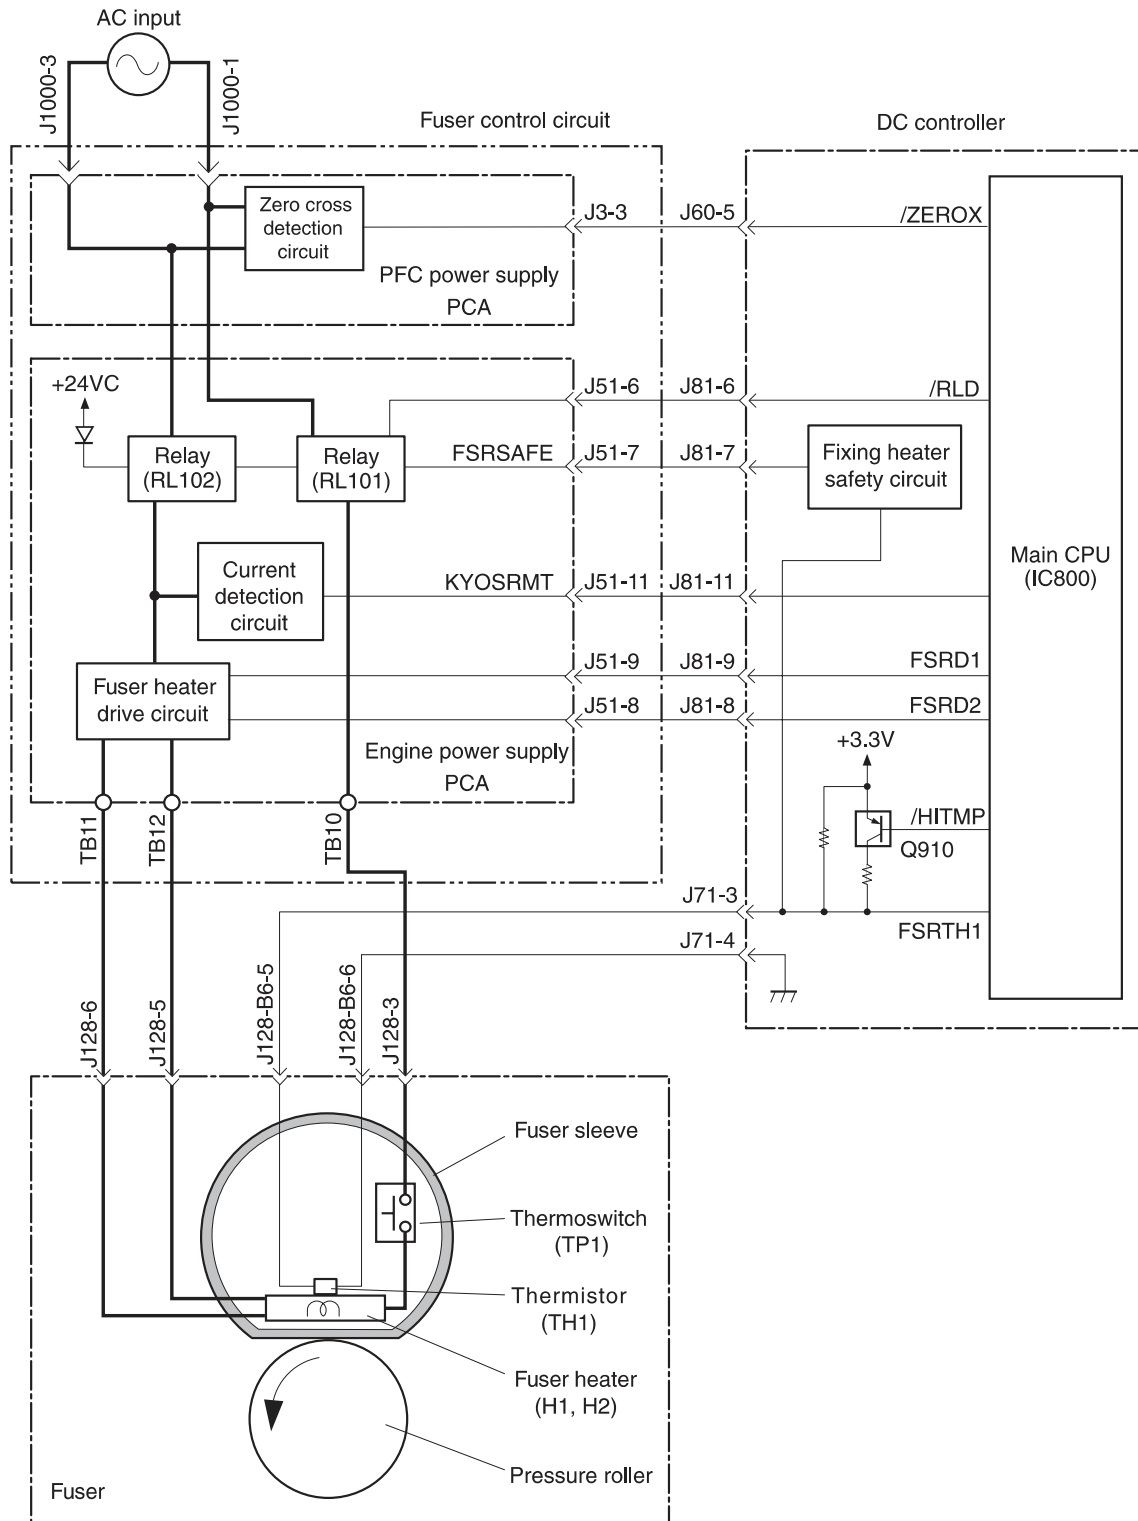 AC input
J1000-3
J1000-1
Fuser control circuit
DC controller
Zero cross
detection
circuit
J3-3
J60-5
/ZEROX
PFC power supply
PCA
+24VC
J51-6
J81-6
/RLD
Relay
(RL102)
Relay
(RL101)
FSRSAFE
J51-7
J81-7
Fixing heater
safety circuit
Main CPU
(IC800)
Current
detection
circuit
KYOSRMT
J51-11
J81-11
J51-9
J81-9
FSRD1
Fuser heater
drive circuit
J51-8
J81-8
FSRD2
Engine power supply
PCA
+3.3V
/HITMP
Q910
TB11
TB12
TB10
J71-3
FSRTH1
J71-4
J128-6
J128-5
J128-B6-5
J128-B6-6
J128-3
Fuser sleeve
Thermoswitch
(TP1)
Thermistor
(TH1)
Fuser heater
(H1, H2)
Pressure roller
Fuser